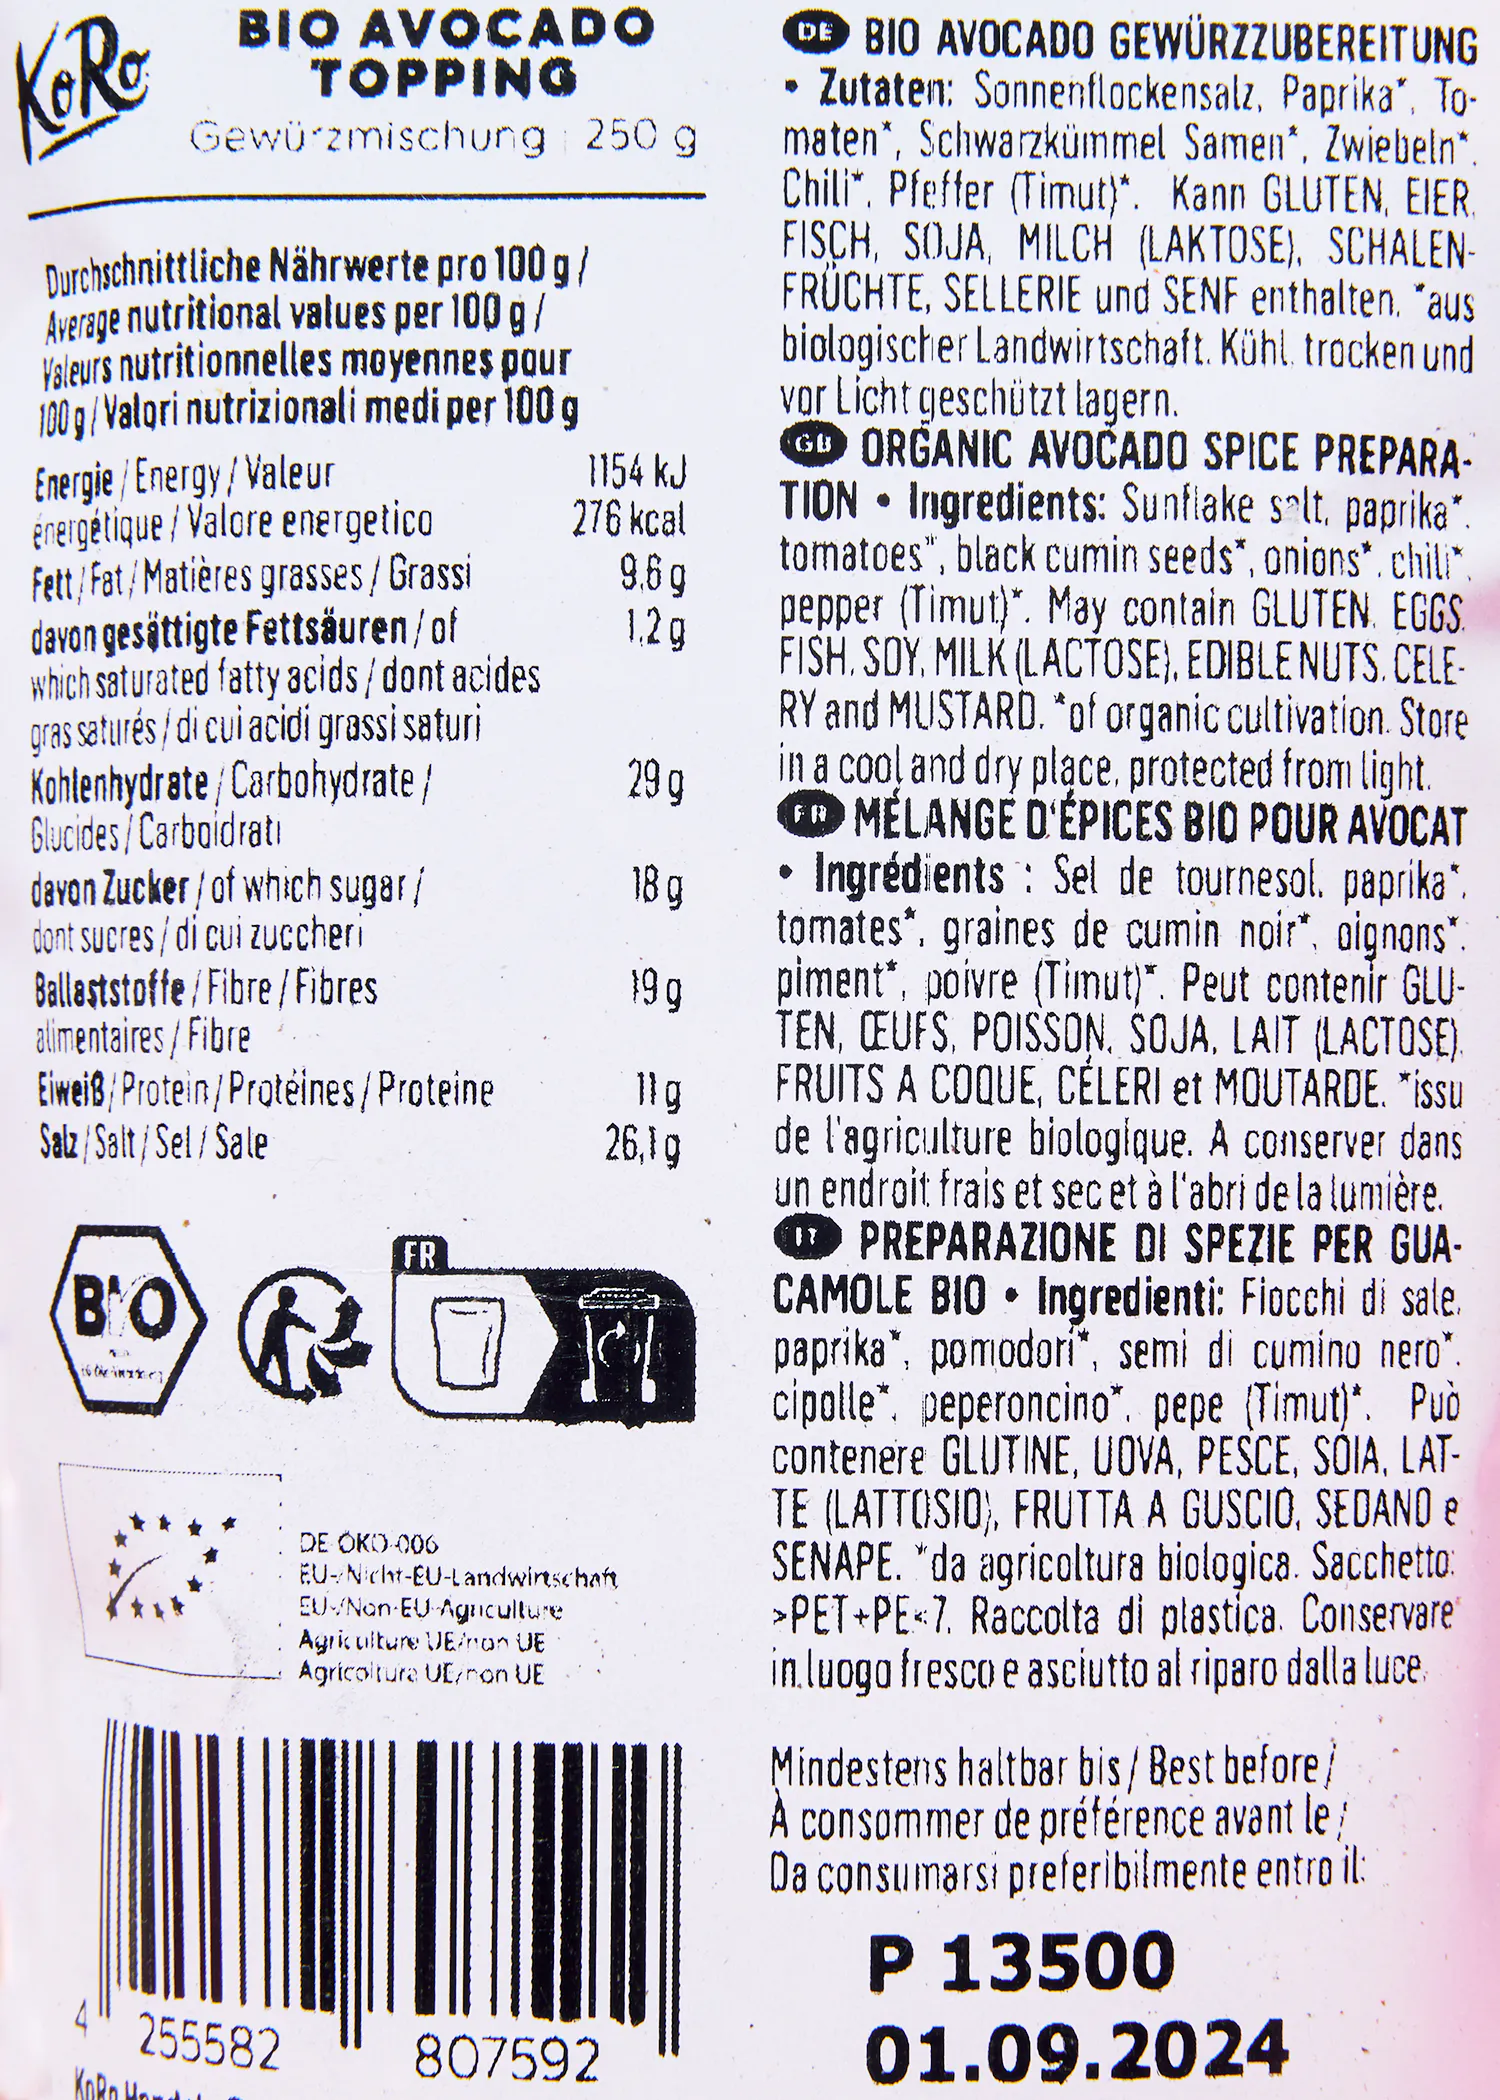 KoRo
BIO AVOCADO
TOPPING
Gewürzmischung | 250 g
Durchschnittliche Nährwerte pro 100 g /
Average nutritional values per 100 g /
Valeurs nutritionnelles moyennes pour
100 g / Valori nutrizionali medi per 100 g
Energie / Energy / Valeur 1154 kJ
énergétique / Valore energetico 276 kcal
Fett / Fat / Matières grasses / Grassi 9,6 g
davon gesättigte Fettsäuren / of 1,2 g
which saturated fatty acids / dont acides
gras saturés / di cui acidi grassi saturi
Kohlenhydrate / Carbohydrate / 29 g
Glucides / Carboidrati
davon Zucker / of which sugar / 18 g
dont sucres / di cui zuccheri
Ballaststoffe / Fibre / Fibres 19 g
alimentaires / Fibre
Eiweiß / Protein / Protéines / Proteine 11 g
Salz / Salt / Sel / Sale 26,1 g
BIO
FR
DE-ÖKO-006
EU-/Nicht-EU-Landwirtschaft
EU-/Non-EU-Agriculture
Agriculture UE/non UE
Agricoltura UE/non UE
4 255582 807592
DE BIO AVOCADO GEWÜRZZUBEREITUNG
• Zutaten: Sonnenflockensalz, Paprika*, To-
maten*, Schwarzkümmel Samen*, Zwiebeln*,
Chili*, Pfeffer (Timut)*. Kann GLUTEN, EIER,
FISCH, SOJA, MILCH (LAKTOSE), SCHALEN-
FRÜCHTE, SELLERIE und SENF enthalten. *aus
biologischer Landwirtschaft. Kühl, trocken und
vor Licht geschützt lagern.
GB ORGANIC AVOCADO SPICE PREPARA-
TION • Ingredients: Sunflake salt, paprika*,
tomatoes*, black cumin seeds*, onions*, chili*,
pepper (Timut)*. May contain GLUTEN, EGGS,
FISH, SOY, MILK (LACTOSE), EDIBLE NUTS, CELE-
RY and MUSTARD. *of organic cultivation. Store
in a cool and dry place, protected from light.
FR MÉLANGE D'ÉPICES BIO POUR AVOCAT
• Ingrédients : Sel de tournesol, paprika*,
tomates*, graines de cumin noir*, oignons*,
piment*, poivre (Timut)*. Peut contenir GLU-
TEN, ŒUFS, POISSON, SOJA, LAIT (LACTOSE),
FRUITS A COQUE, CÉLERI et MOUTARDE. *issu
de l'agriculture biologique. A conserver dans
un endroit frais et sec et à l'abri de la lumière.
IT PREPARAZIONE DI SPEZIE PER GUA-
CAMOLE BIO • Ingredienti: Fiocchi di sale,
paprika*, pomodori*, semi di cumino nero*,
cipolle*, peperoncino*, pepe (Timut)*. Può
contenere GLUTINE, UOVA, PESCE, SOIA, LAT-
TE (LATTOSIO), FRUTTA A GUSCIO, SEDANO e
SENAPE. *da agricoltura biologica. Sacchetto:
>PET+PE<7. Raccolta di plastica. Conservare
in luogo fresco e asciutto al riparo dalla luce.
Mindestens haltbar bis / Best before /
À consommer de préférence avant le /
Da consumarsi preferibilmente entro il:
P 13500
01.09.2024